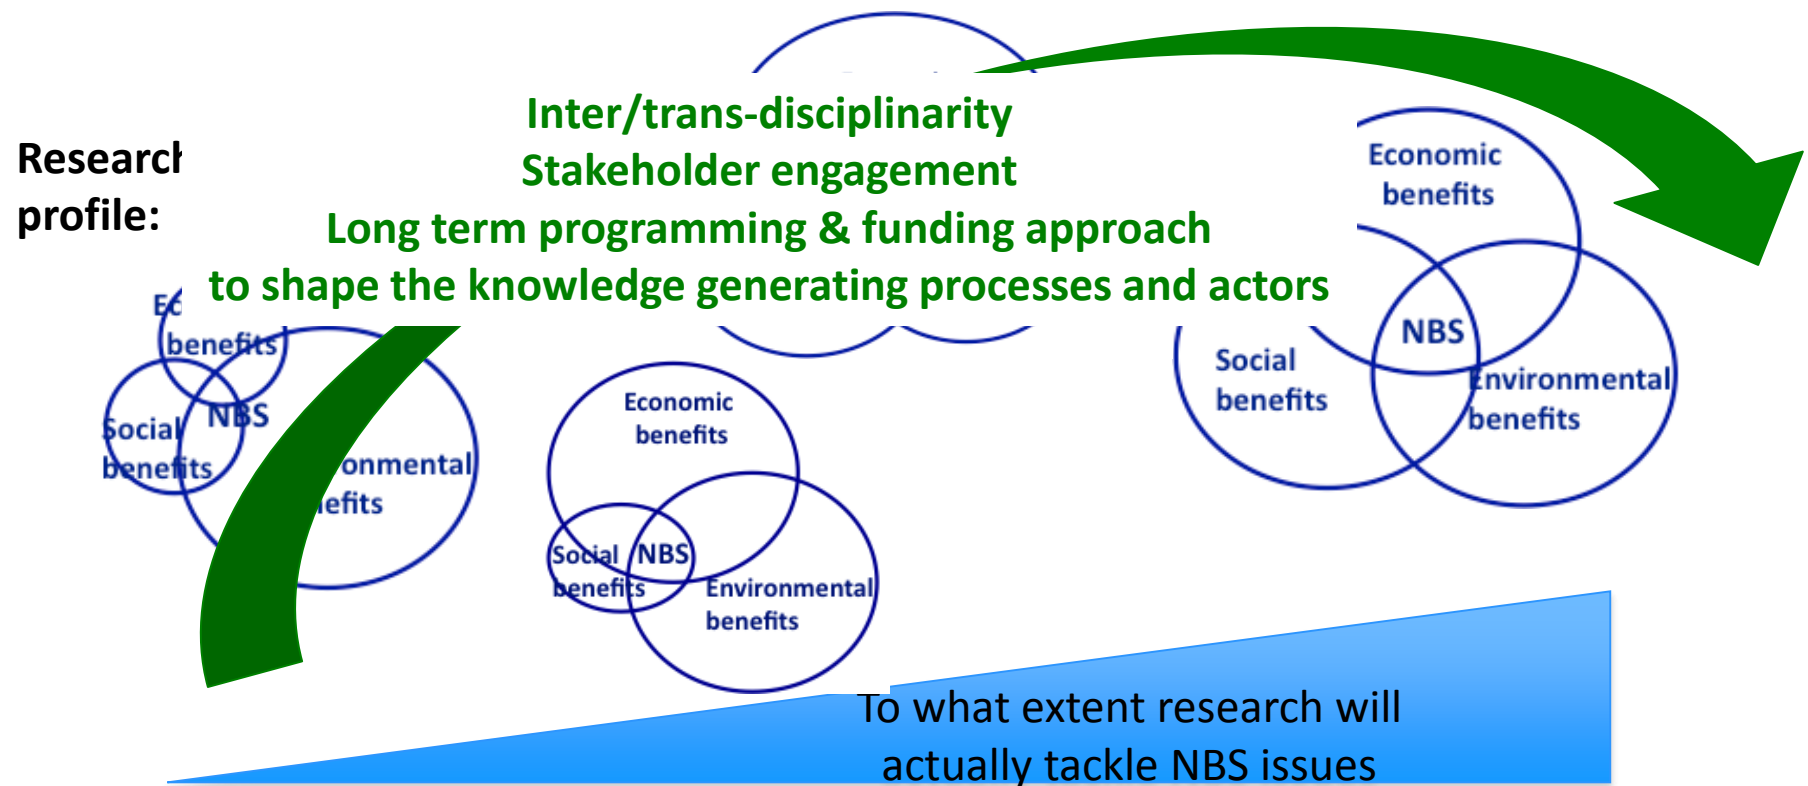 Inter/trans-disciplinarity
Stakeholder engagement
Long term programming & funding approach
to shape the knowledge generating processes and actors
Research
profile:
benefits
Social
benefits
NBS
Economic
benefits
Social
benefits
NBS
Environmental
benefits
Economic
benefits
Social
benefits
NBS
Environmental
benefits
To what extent research will
actually tackle NBS issues